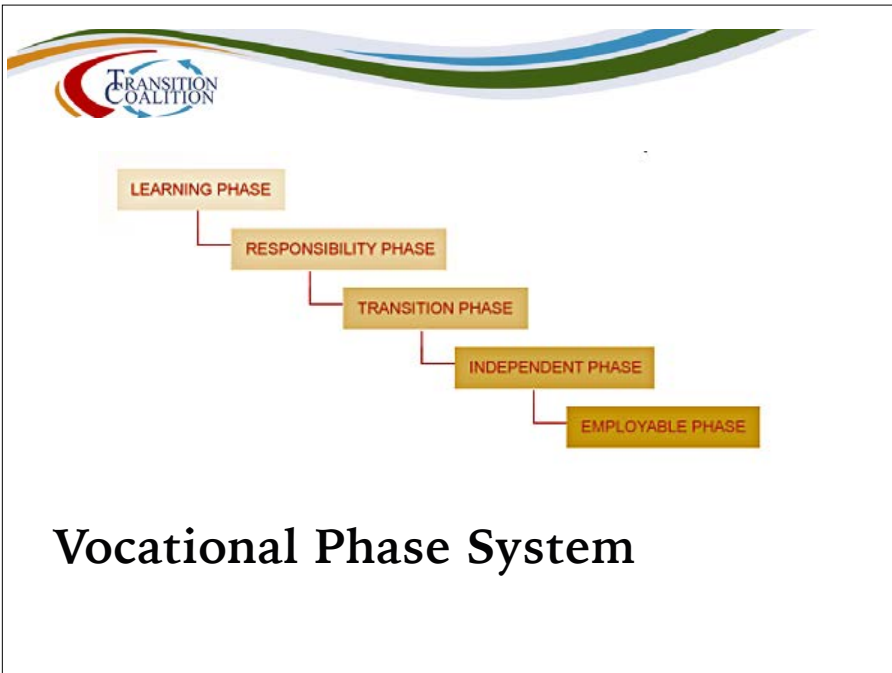 TRANSITION
COALITION
LEARNING PHASE
RESPONSIBILITY PHASE
TRANSITION PHASE
INDEPENDENT PHASE
EMPLOYABLE PHASE
Vocational Phase System